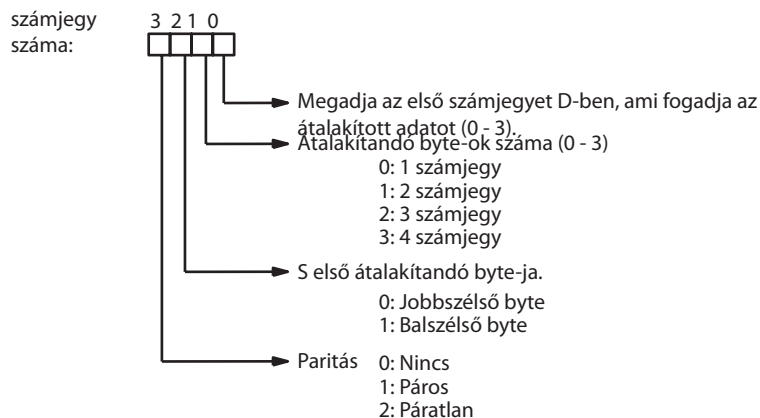 számjegy 3 2 1 0
száma:
Megadja az első számjegyet D-ben, ami fogadja az
átalakított adatot (0 - 3).
Átalakítandó byte-ok száma (0 - 3)
0: 1 számjegy
1: 2 számjegy
2: 3 számjegy
3: 4 számjegy
S első átalakítandó byte-ja.
0: Jobbszélső byte
1: Balszélső byte
Paritás 0: Nincs
1: Páros
2: Páratlan